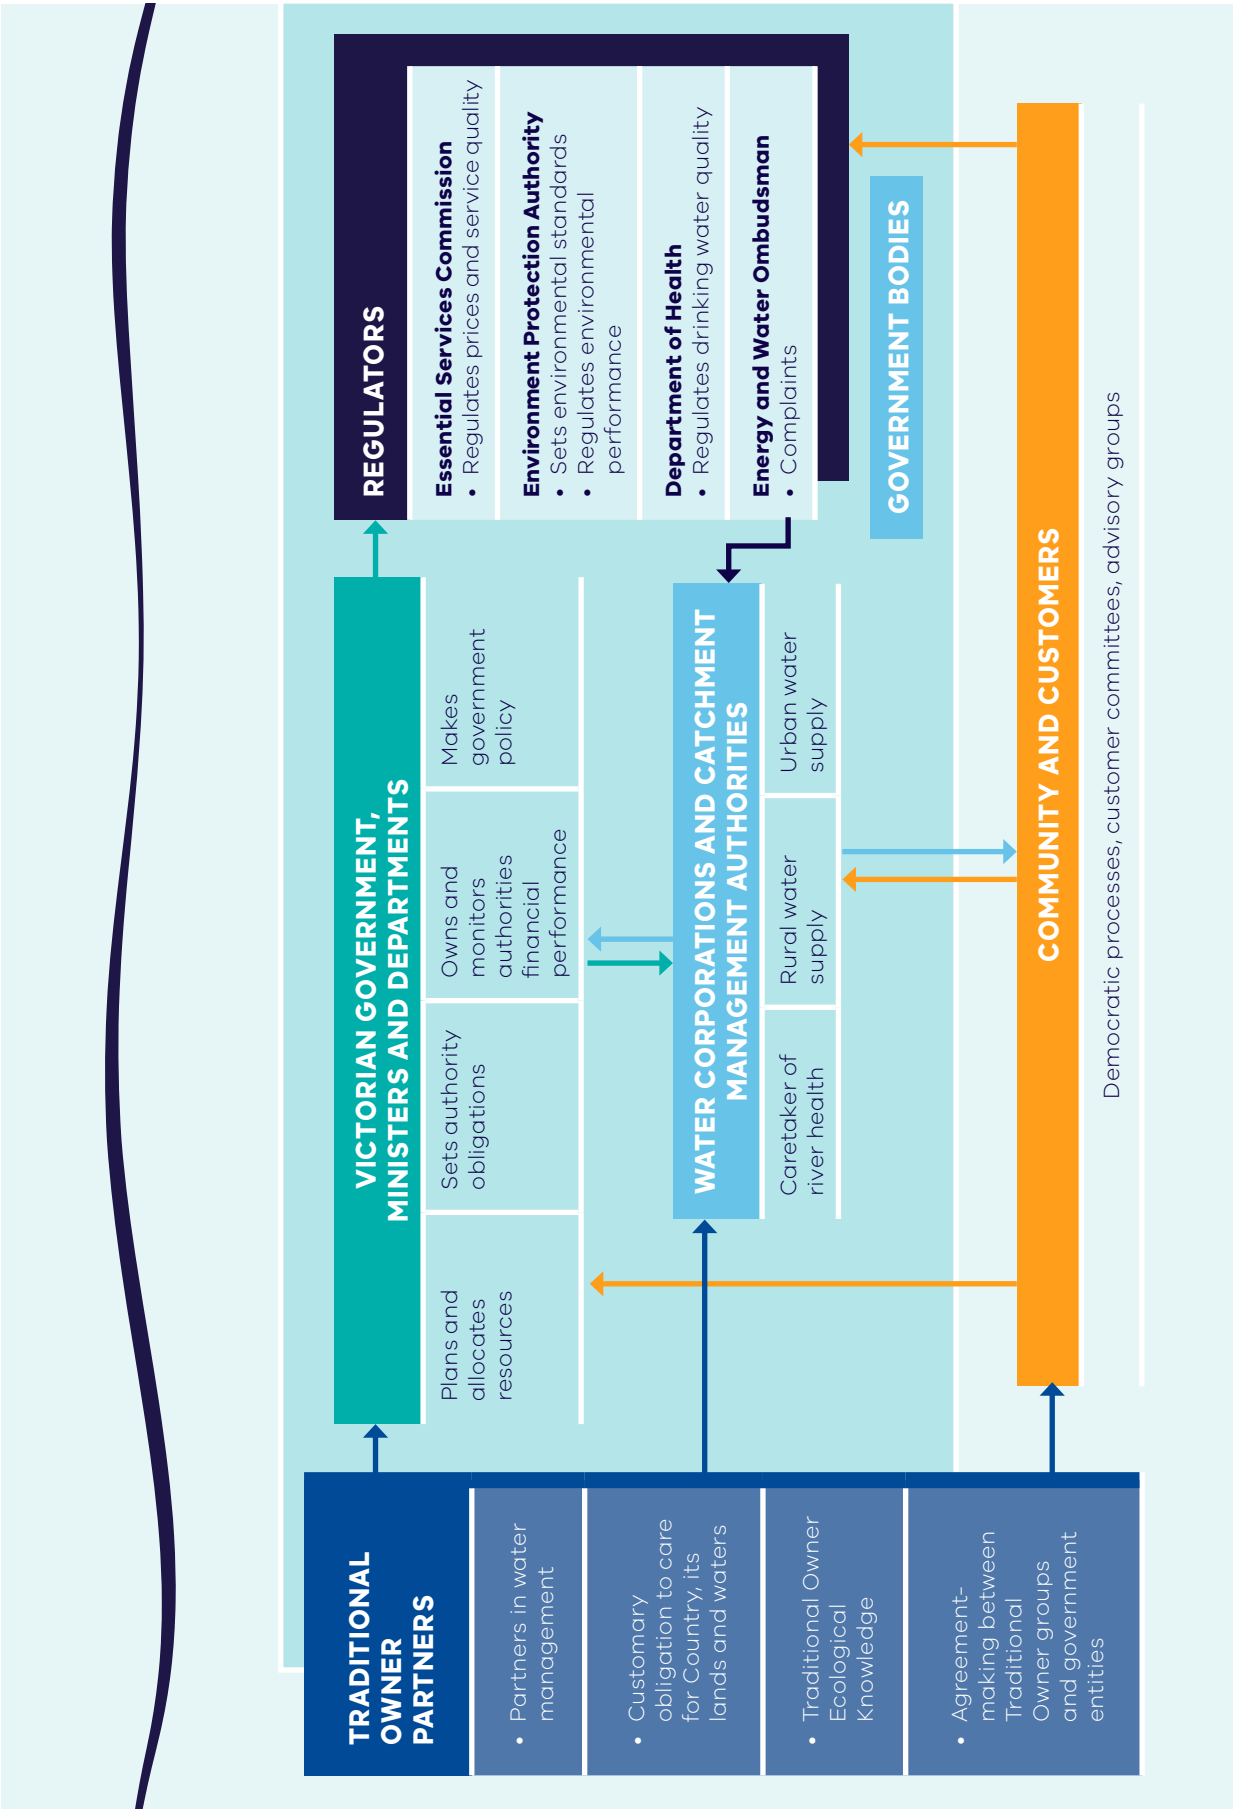 TRADITIONAL
OWNER
PARTNERS
• Partners in water
management
• Customary
obligation to care
for Country, its
lands and waters
• Traditional Owner
Ecological
Knowledge
• Agreement-
making between
Traditional
Owner groups
and government
entities
VICTORIAN GOVERNMENT,
MINISTERS AND DEPARTMENTS
Plans and
allocates
resources
Sets authority
obligations
Owns and
monitors
authorities
financial
performance
Makes
government
policy
WATER CORPORATIONS AND CATCHMENT
MANAGEMENT AUTHORITIES
Caretaker of
river health
Rural water
supply
Urban water
supply
REGULATORS
Essential Services Commission
• Regulates prices and service quality
Environment Protection Authority
• Sets environmental standards
• Regulates environmental
performance
Department of Health
• Regulates drinking water quality
Energy and Water Ombudsman
• Complaints
GOVERNMENT BODIES
COMMUNITY AND CUSTOMERS
Democratic processes, customer committees, advisory groups